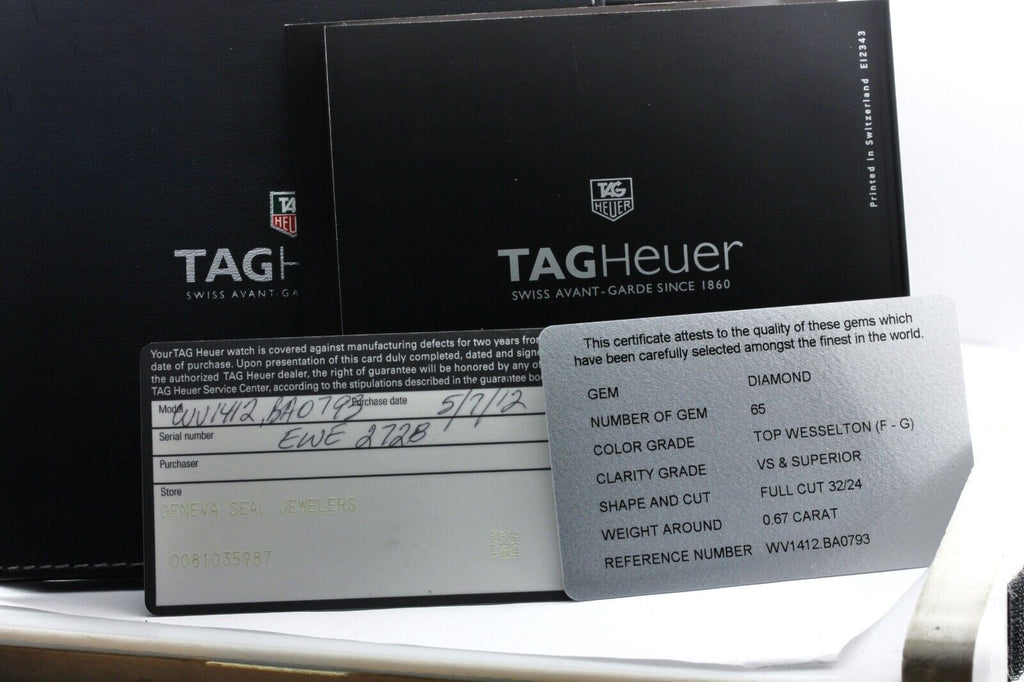 TA
HEU
TAGH
SWISS AVANT-GA
TAG
HEUER
TAGHeuer
SWISS AVANT-GARDE SINCE 1860
Printed in Switzerland E12343
Your TAG Heuer watch is covered against manufacturing defects for two years from
date of purchase. Upon presentation of this card duly completed, dated and signe
the authorized TAG Heuer dealer, the right of guarantee will be honored by any of
TAG Heuer Service Center, according to the stipulations described in the guarantee bo
Model WV1412.BA0793 Purchase date 5/7/12
Serial number EWE 2728
Purchaser
Store
GENEVA SEAL JEWELERS
0081035987
This certificate attests to the quality of these gems which
have been carefully selected amongst the finest in the world.
GEM DIAMOND
NUMBER OF GEM 65
COLOR GRADE TOP WESSELTON (F - G)
CLARITY GRADE VS & SUPERIOR
SHAPE AND CUT FULL CUT 32/24
WEIGHT AROUND 0.67 CARAT
REFERENCE NUMBER WV1412.BA0793